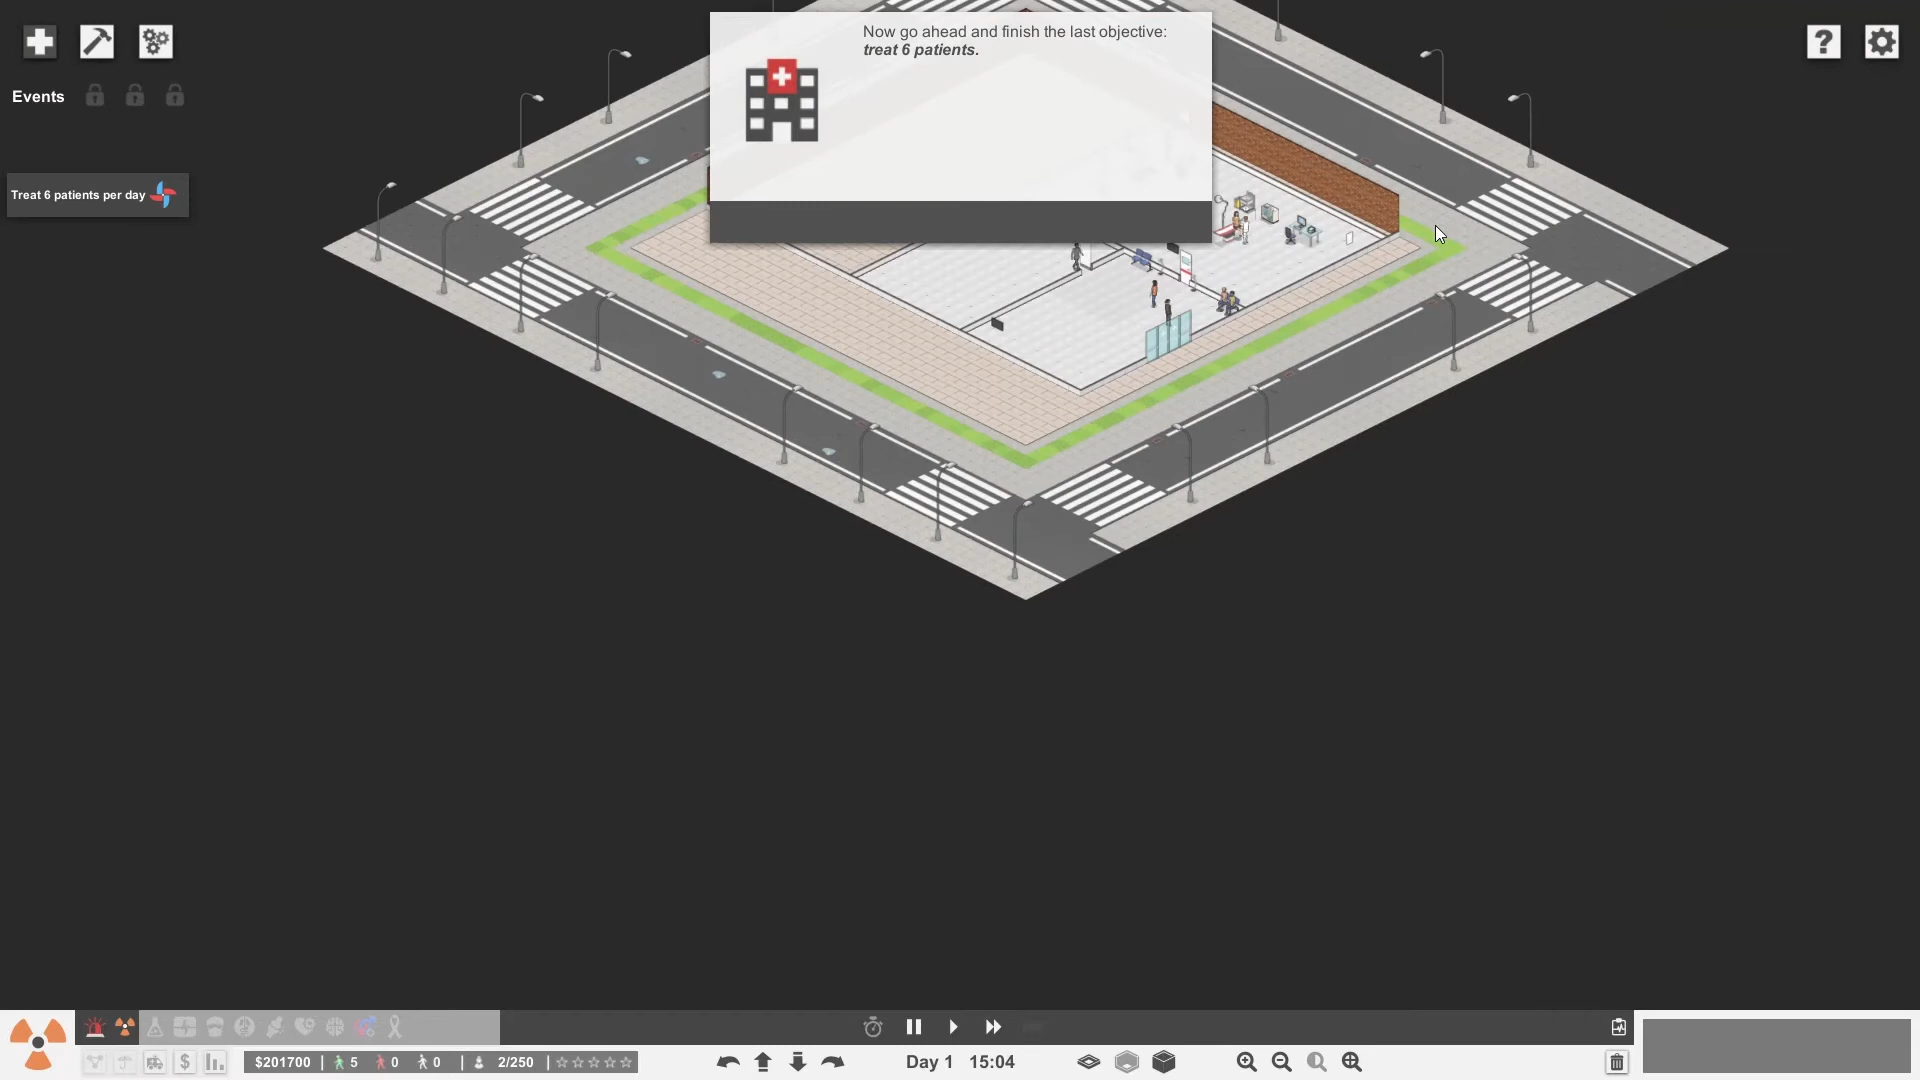 Now go ahead and finish the last objective:
treat 6 patients.
Events
Treat 6 patients per day
$201700 | 5 0 0 | 2/250 |
Day 1 15:04